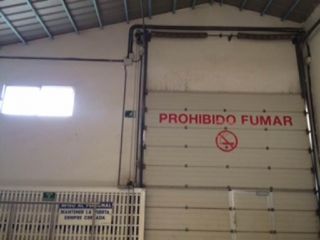 PROHIBIDO FUMAR
MANTENER LA PUERTA
SIEMPRE CERRADA